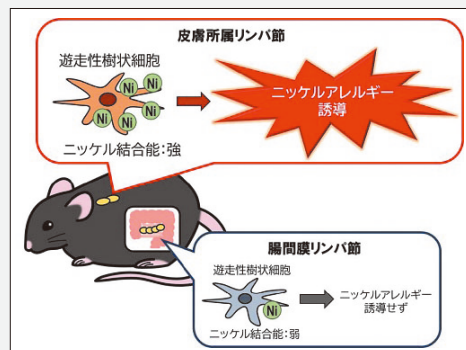 皮膚所属リンパ節
遊走性樹状細胞
Ni
Ni
Ni
Ni
Ni
ニッケル結合能:強
ニッケルアレルギー
誘導
腸間膜リンパ節
遊走性樹状細胞
Ni
ニッケル結合能:弱
ニッケルアレルギー
誘導せず